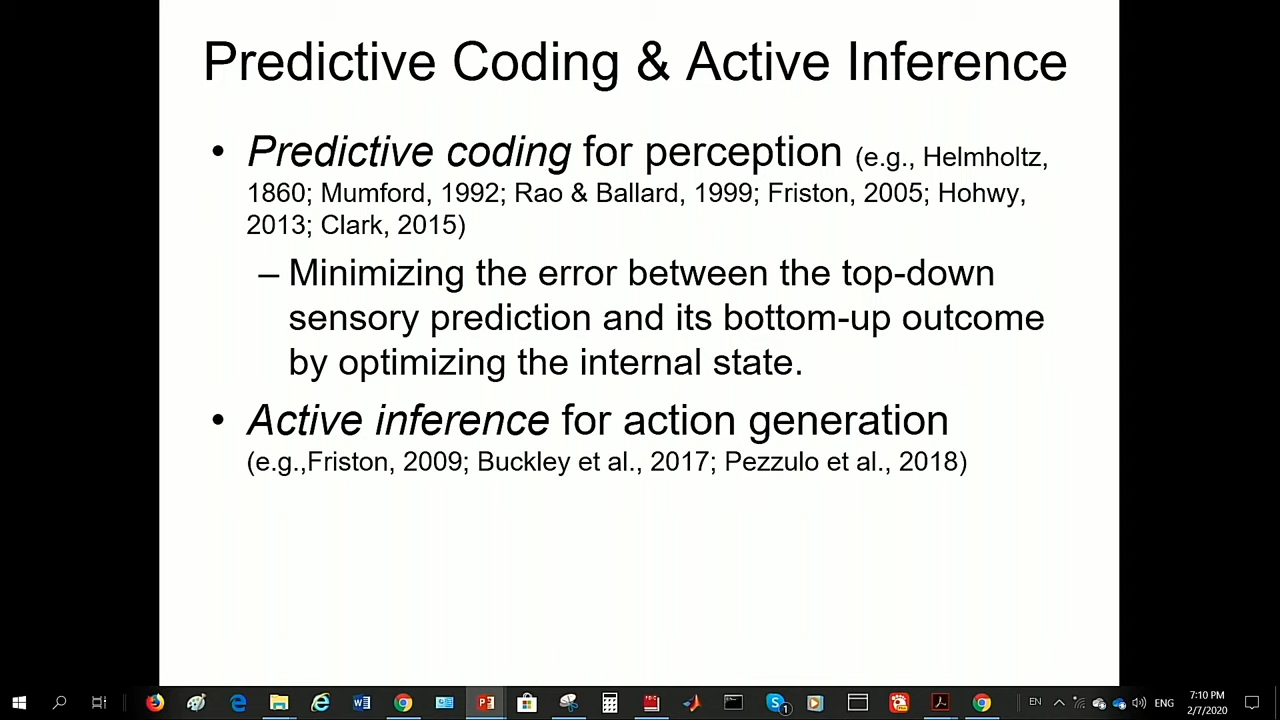 Predictive Coding & Active Inference
• Predictive coding for perception (e.g., Helmholtz,
1860; Mumford, 1992; Rao & Ballard, 1999; Friston, 2005; Hohwy,
2013; Clark, 2015)
– Minimizing the error between the top-down
sensory prediction and its bottom-up outcome
by optimizing the internal state.
• Active inference for action generation
(e.g.,Friston, 2009; Buckley et al., 2017; Pezzulo et al., 2018)
EN
ENG
7:10 PM
2/7/2020